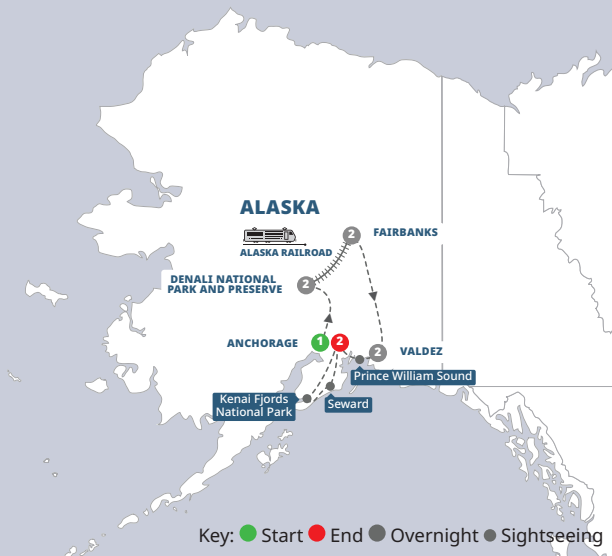 ALASKA
2
FAIRBANKS
ALASKA RAILROAD
DENALI NATIONAL
PARK AND PRESERVE
2
ANCHORAGE
1
2
2
VALDEZ
Prince William Sound
Kenai Fjords
National Park
Seward
Key: Start End Overnight Sightseeing